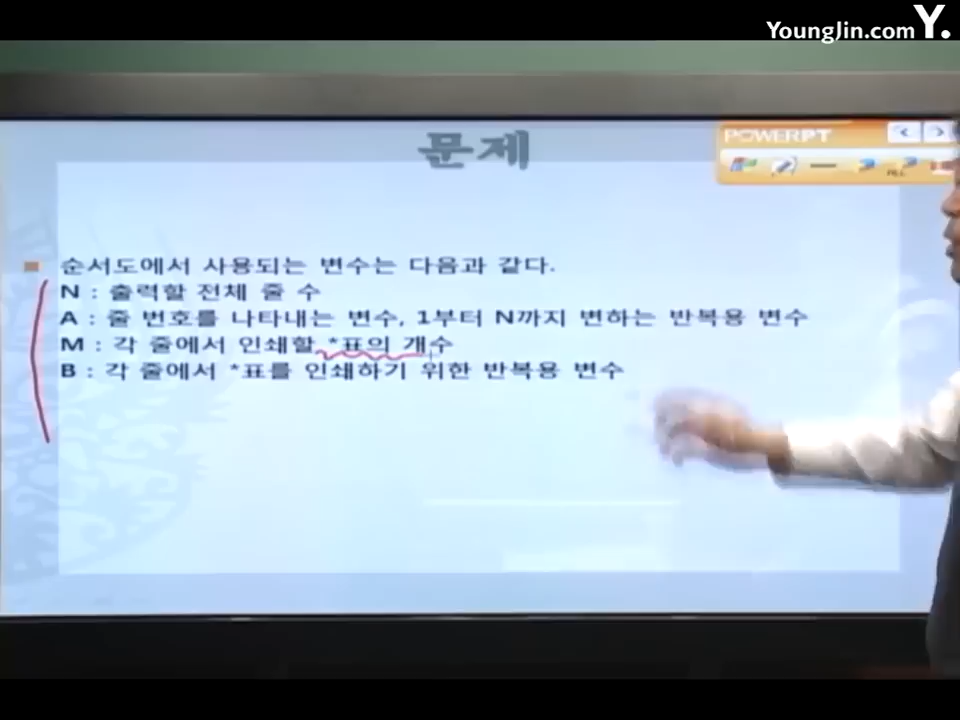 YoungJin.com Y.
문제
POWERPT
ALL
순서도에서 사용되는 변수는 다음과 같다.
N : 출력할 전체 줄 수
A : 줄 번호를 나타내는 변수, 1부터 N까지 변하는 반복용 변수
M : 각 줄에서 인쇄할 *표의 개수
B : 각 줄에서 *표를 인쇄하기 위한 반복용 변수